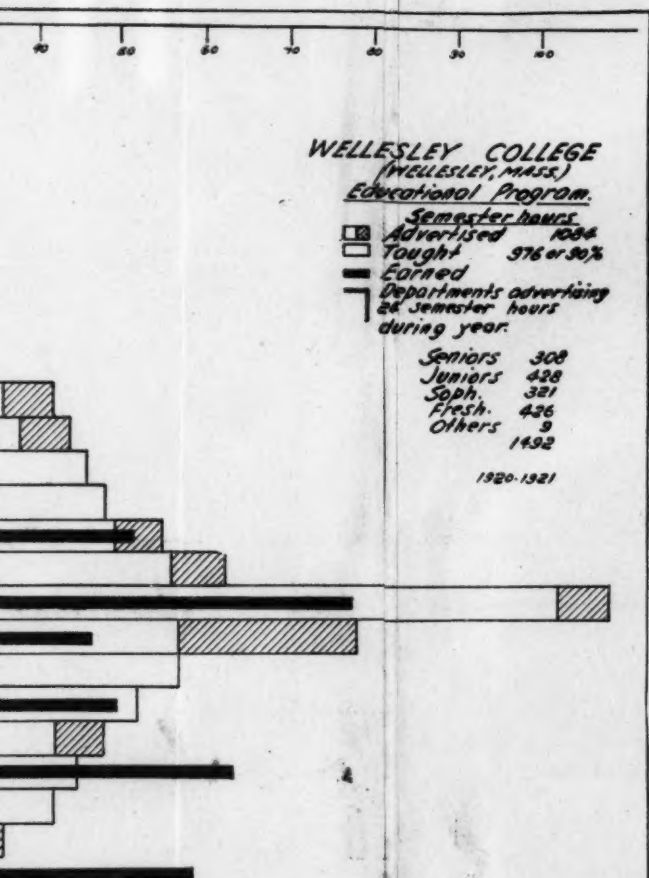 40 50 60 70 80 90 100
WELLESLEY COLLEGE
(WELLESLEY, MASS.)
Educational Program.
Semester hours
Advertised 1084
Taught 976 or 90%
Earned
Departments advertising
24 semester hours
during year.
Seniors 308
Juniors 428
Soph. 321
Fresh. 426
Others 9
1492
1920-1921